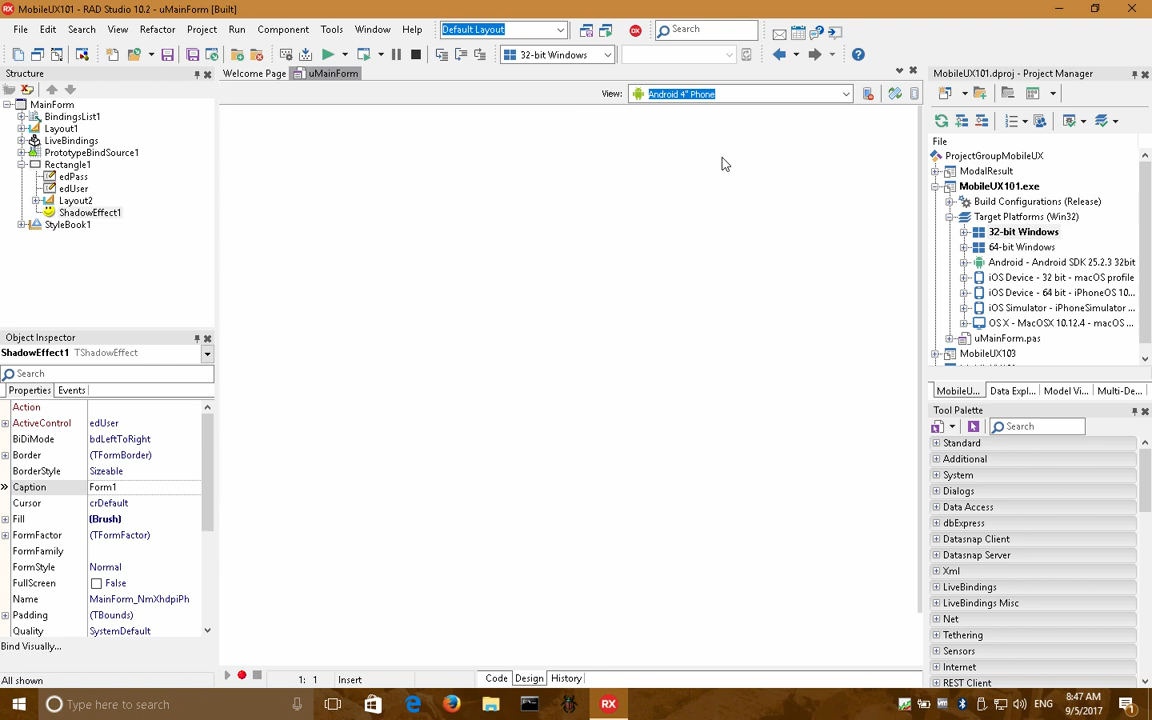 MobileUX101 - RAD Studio 10.2 - uMainForm [Built]
File Edit Search View Refactor Project Run Component Tools Window Help
Default Layout
Search
32-bit Windows
Structure
Welcome Page uMainForm
MobileUX101.dproj - Project Manager
View: Android 4" Phone
MainForm
BindingsList1
Layout1
LiveBindings
PrototypeBindSource1
Rectangle1
edPass
edUser
Layout2
ShadowEffect1
StyleBook1
File
ProjectGroupMobileUX
ModalResult
MobileUX101.exe
Build Configurations (Release)
Target Platforms (Win32)
32-bit Windows
64-bit Windows
Android - Android SDK 25.2.3 32bit
iOS Device - 32 bit - macOS profile
iOS Device - 64 bit - iPhoneOS 10...
iOS Simulator - iPhoneSimulator ...
OS X - MacOSX 10.12.4 - macOS ...
uMainForm.pas
MobileUX103
MobileU... Data Expl... Model Vi... Multi-De...
Object Inspector
ShadowEffect1 TShadowEffect
Search
Properties Events
Action
ActiveControl edUser
BiDiMode bdLeftToRight
Border (TFormBorder)
BorderStyle Sizeable
Caption Form1
Cursor crDefault
Fill (Brush)
FormFactor (TFormFactor)
FormFamily
FormStyle Normal
FullScreen False
Name MainForm_NmXhdpiPh
Padding (TBounds)
Quality SystemDefault
Bind Visually...
All shown
Tool Palette
Search
Standard
Additional
System
Dialogs
Data Access
dbExpress
Datasnap Client
Datasnap Server
Xml
LiveBindings
LiveBindings Misc
Net
Tethering
Sensors
Internet
REST Client
1: 1 Insert
Code Design History
Type here to search
ENG
8:47 AM
9/5/2017